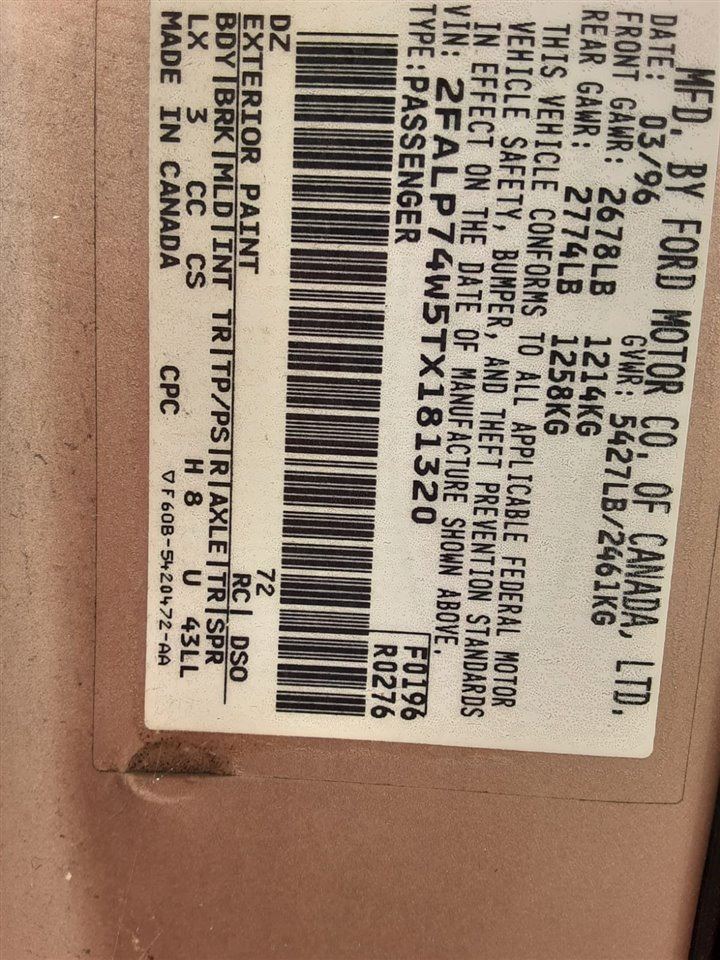 MFD. BY FORD MOTOR CO. OF CANADA, LTD.
DATE: 03/96 GVWR: 5427LB/2461KG
FRONT GAWR: 2678LB 1214KG
REAR GAWR: 2774LB 1258KG
THIS VEHICLE CONFORMS TO ALL APPLICABLE FEDERAL MOTOR
VEHICLE SAFETY, BUMPER, AND THEFT PREVENTION STANDARDS
IN EFFECT ON THE DATE OF MANUFACTURE SHOWN ABOVE.
VIN: 2FALP74W5TX181320
TYPE: PASSENGER
F0196
R0276
DZ 72
EXTERIOR PAINT RC| DSO
BDY|BRK|MLD|INT TR|TP/PS|R|AXLE|TR|SPR
LX 3 CC CS H 8 U 43LL
MADE IN CANADA CPC ▽F60B-5420472-AA